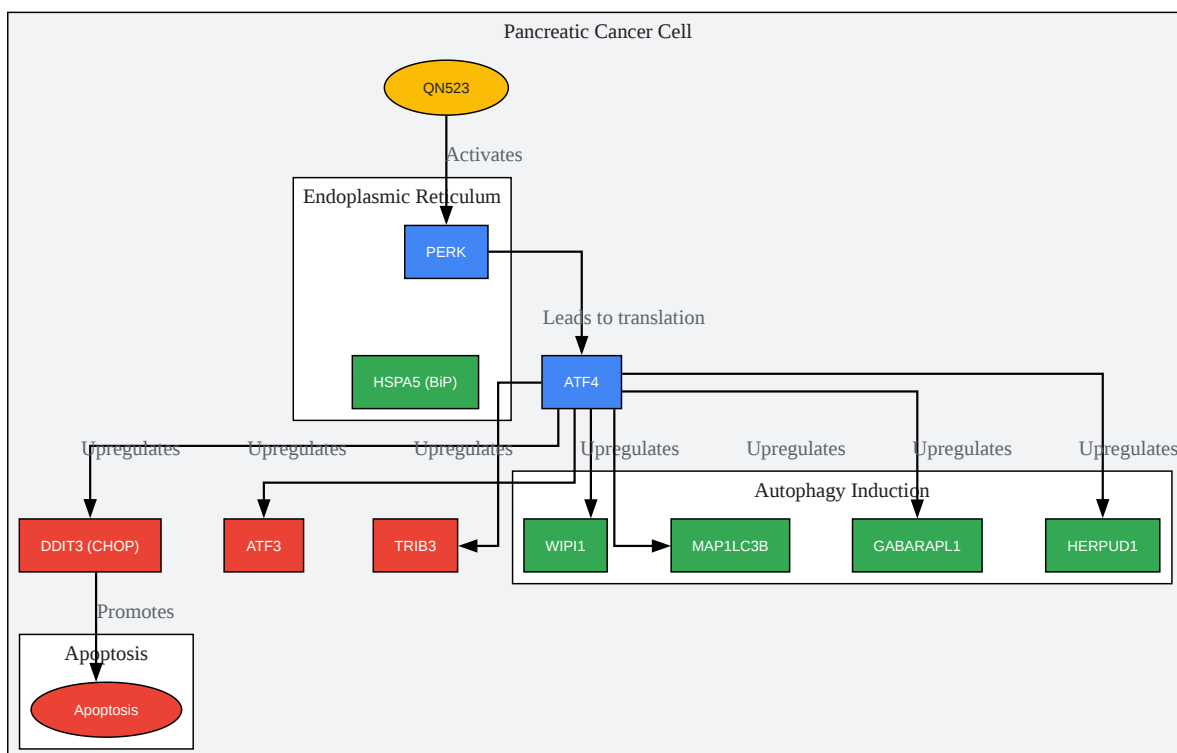 Pancreatic Cancer Cell
QN523
Activates
Endoplasmic Reticulum
PERK
Leads to translation
HSPA5 (BiP)
ATF4
Upregulates
Upregulates
Upregulates
Upregulates
Upregulates
Upregulates
Upregulates
Autophagy Induction
DDIT3 (CHOP)
ATF3
TRIB3
WIPI1
MAP1LC3B
GABARAPL1
HERPUD1
Promotes
Apoptosis
Apoptosis